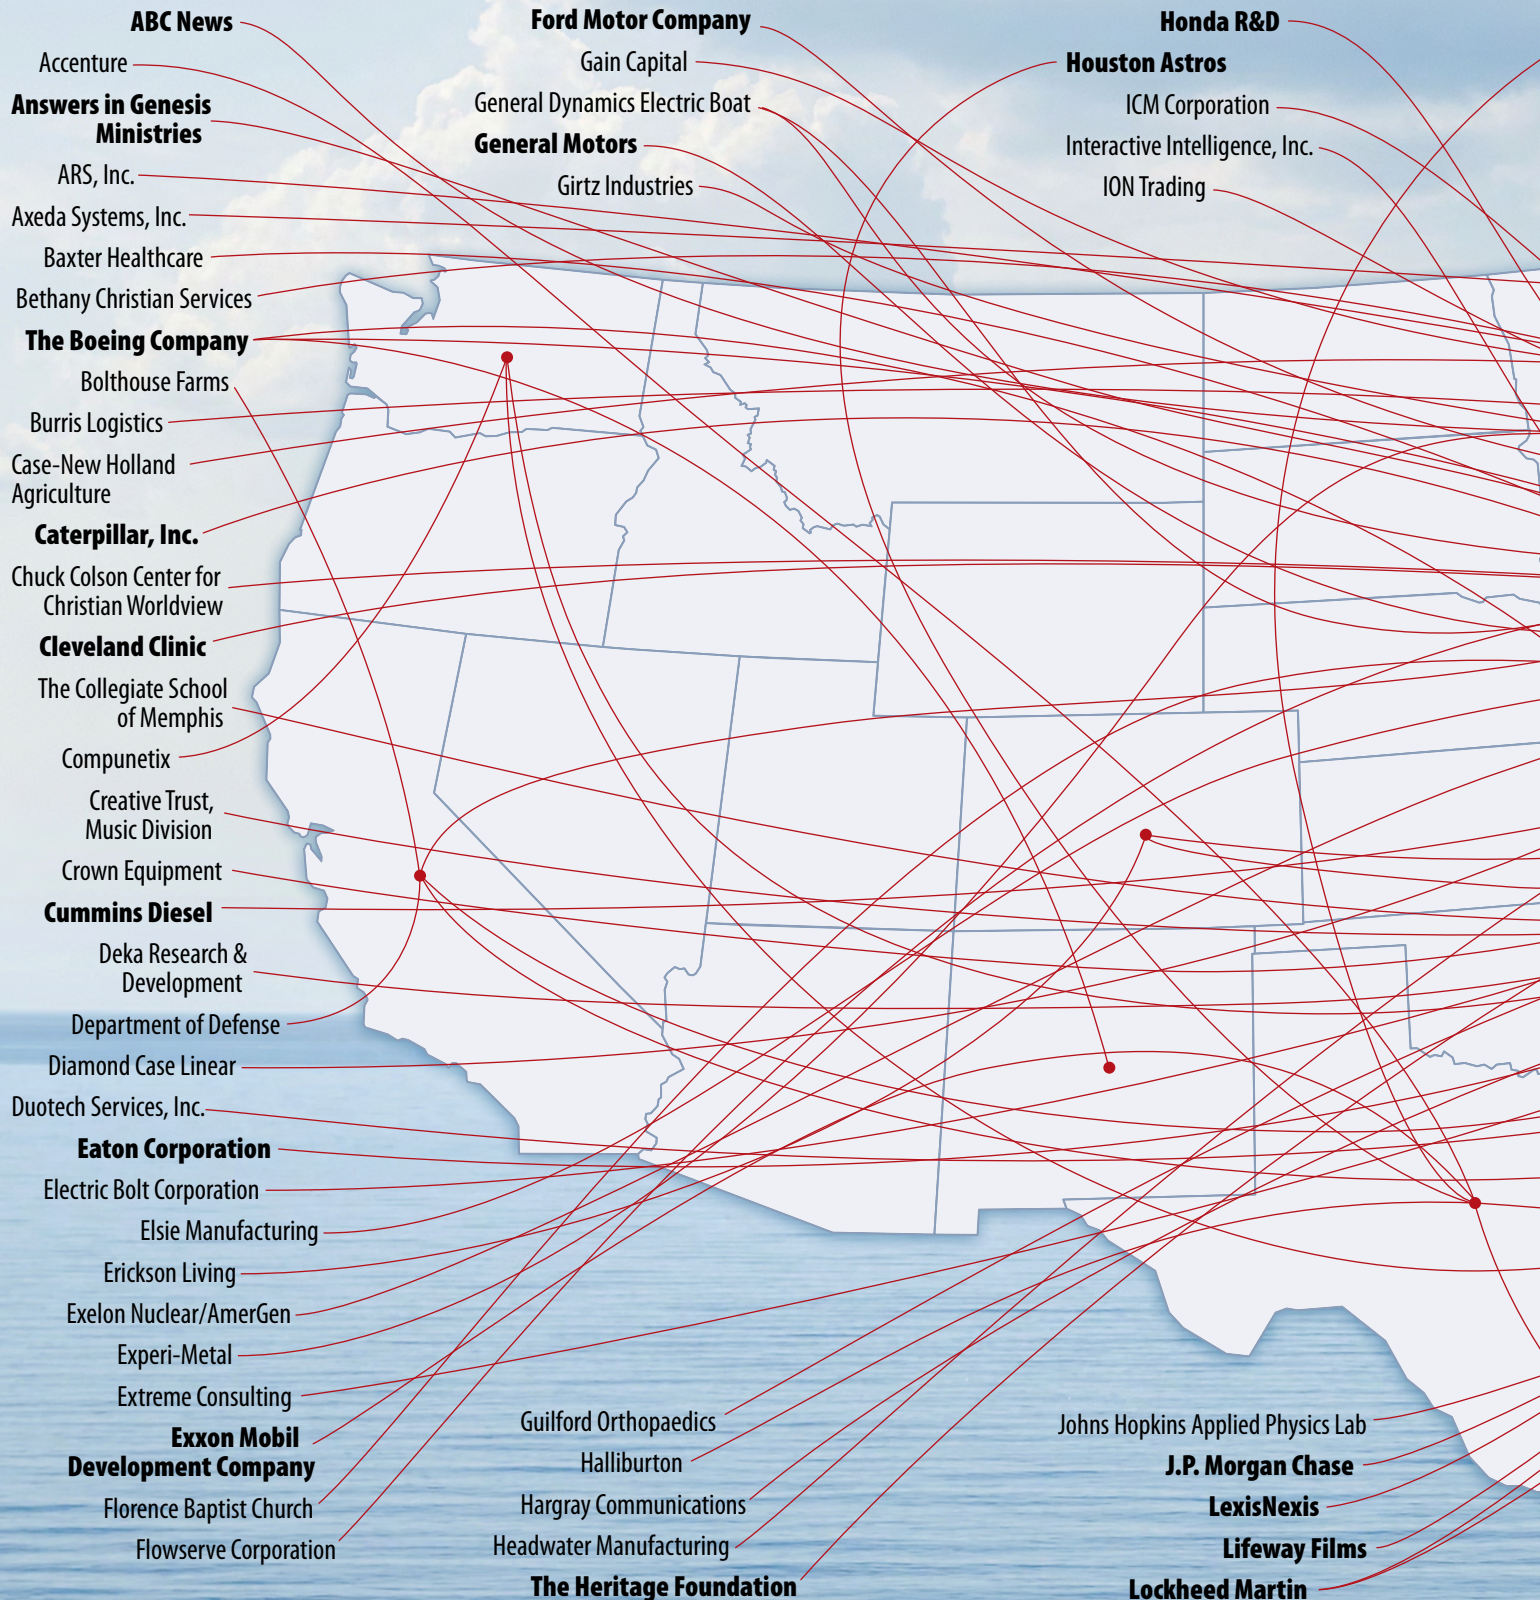 ABC News
Accenture
Answers in Genesis
Ministries
ARS, Inc.
Axeda Systems, Inc.
Baxter Healthcare
Bethany Christian Services
The Boeing Company
Bolthouse Farms
Burris Logistics
Case-New Holland
Agriculture
Caterpillar, Inc.
Chuck Colson Center for
Christian Worldview
Cleveland Clinic
The Collegiate School
of Memphis
Compunetix
Creative Trust,
Music Division
Crown Equipment
Cummins Diesel
Deka Research &
Development
Department of Defense
Diamond Case Linear
Duotech Services, Inc.
Eaton Corporation
Electric Bolt Corporation
Elsie Manufacturing
Erickson Living
Exelon Nuclear/AmerGen
Experi-Metal
Extreme Consulting
Exxon Mobil
Development Company
Florence Baptist Church
Flowserve Corporation
Ford Motor Company
Gain Capital
General Dynamics Electric Boat
General Motors
Girtz Industries
Guilford Orthopaedics
Halliburton
Hargray Communications
Headwater Manufacturing
The Heritage Foundation
Honda R&D
Houston Astros
ICM Corporation
Interactive Intelligence, Inc.
ION Trading
Johns Hopkins Applied Physics Lab
J.P. Morgan Chase
LexisNexis
Lifeway Films
Lockheed Martin